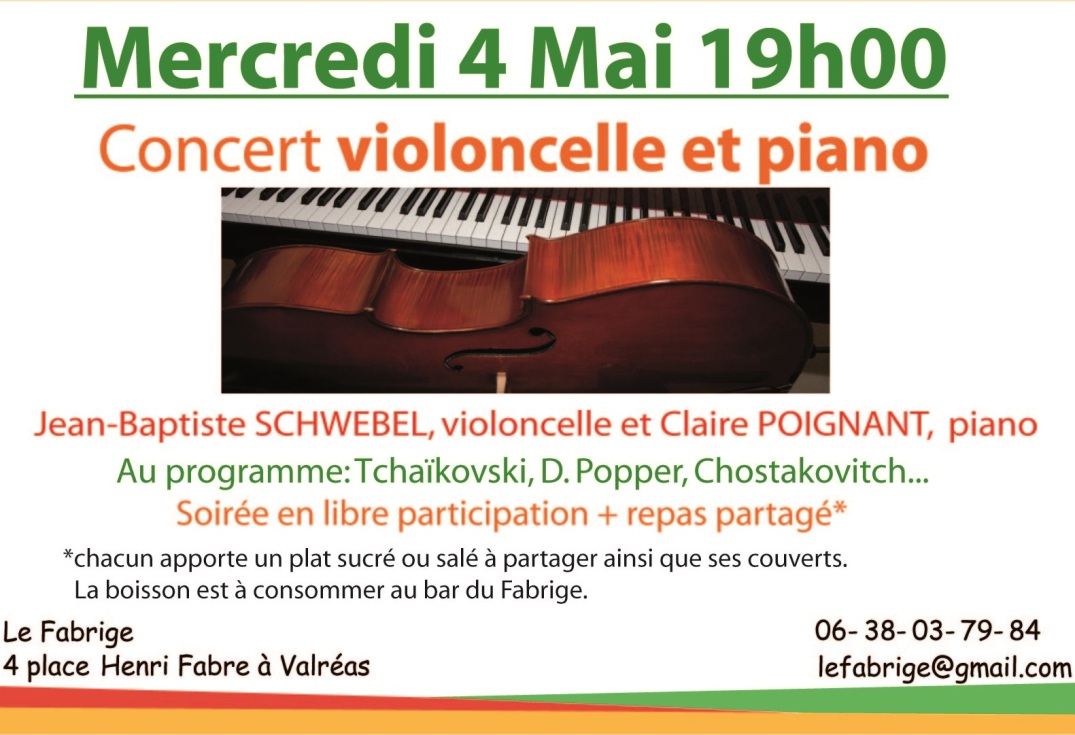 Mercredi 4 Mai 19h00
Concert violoncelle et piano
Jean-Baptiste SCHWEBEL, violoncelle et Claire POIGNANT, piano
Au programme: Tchaïkovski, D. Popper, Chostakovitch...
Soirée en libre participation + repas partagé*
*chacun apporte un plat sucré ou salé à partager ainsi que ses couverts.
La boisson est à consommer au bar du Fabrige.
Le Fabrige
4 place Henri Fabre à Valréas
06-38-03-79-84
lefabrige@gmail.com